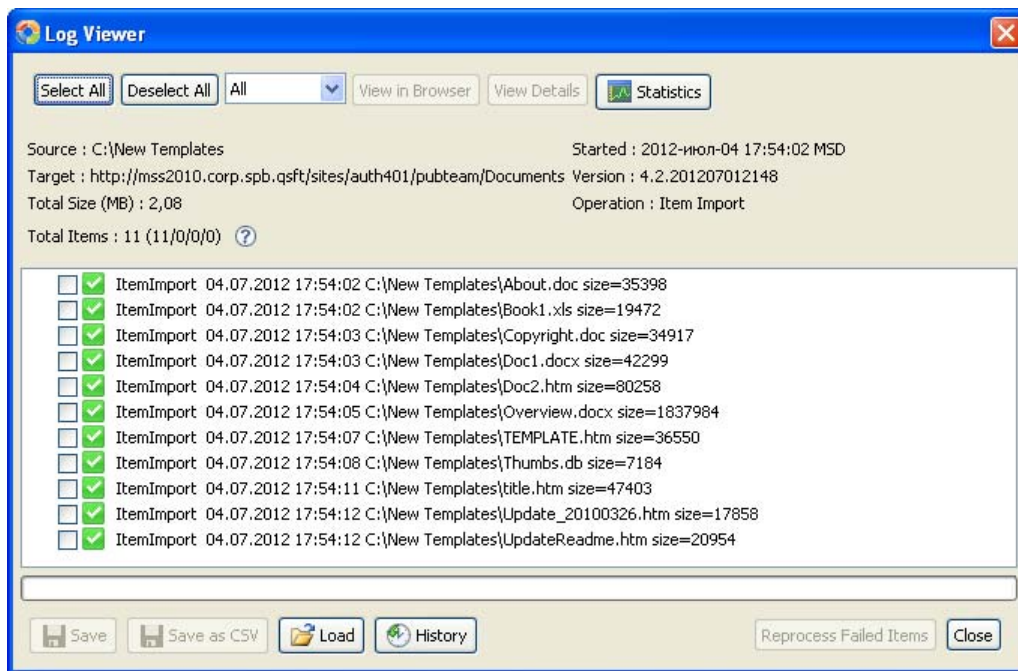 Log Viewer
Select All Deselect All All View in Browser View Details Statistics
Source : C:\New Templates Started : 2012-июл-04 17:54:02 MSD
Target : http://mss2010.corp.spb.qsft/sites/auth401/pubteam/Documents Version : 4.2.201207012148
Total Size (MB) : 2,08 Operation : Item Import
Total Items : 11 (11/0/0/0) ?
ItemImport 04.07.2012 17:54:02 C:\New Templates\About.doc size=35398
ItemImport 04.07.2012 17:54:02 C:\New Templates\Book1.xls size=19472
ItemImport 04.07.2012 17:54:03 C:\New Templates\Copyright.doc size=34917
ItemImport 04.07.2012 17:54:03 C:\New Templates\Doc1.docx size=42299
ItemImport 04.07.2012 17:54:04 C:\New Templates\Doc2.htm size=80258
ItemImport 04.07.2012 17:54:05 C:\New Templates\Overview.docx size=1837984
ItemImport 04.07.2012 17:54:07 C:\New Templates\TEMPLATE.htm size=36550
ItemImport 04.07.2012 17:54:08 C:\New Templates\Thumbs.db size=7184
ItemImport 04.07.2012 17:54:11 C:\New Templates\title.htm size=47403
ItemImport 04.07.2012 17:54:12 C:\New Templates\Update_20100326.htm size=17858
ItemImport 04.07.2012 17:54:12 C:\New Templates\UpdateReadme.htm size=20954
Save Save as CSV Load History Reprocess Failed Items Close